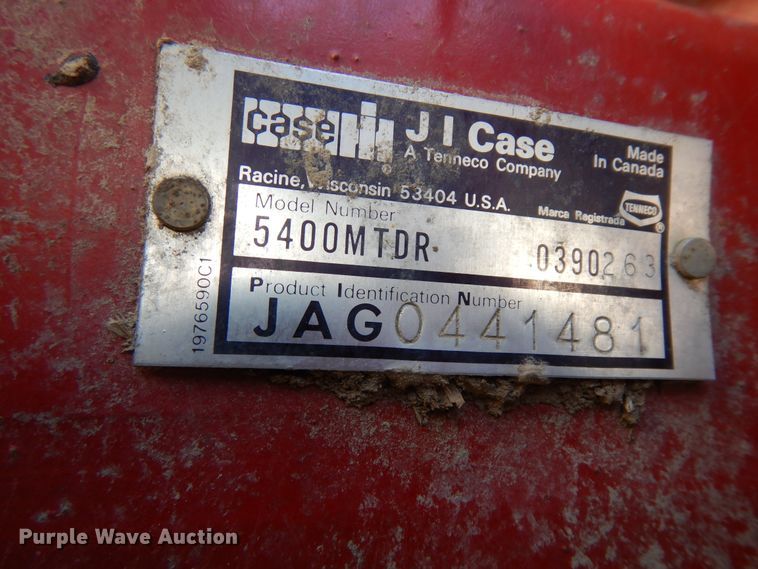 case IH ® J I Case
A Tenneco Company
Made
In Canada
Racine, Wisconsin 53404 U.S.A.
Marca Registrada TENNECO ®
Model Number
5400MTDR 0390263
Product Identification Number
JAG0441481
1976590C1
Purple Wave Auction®